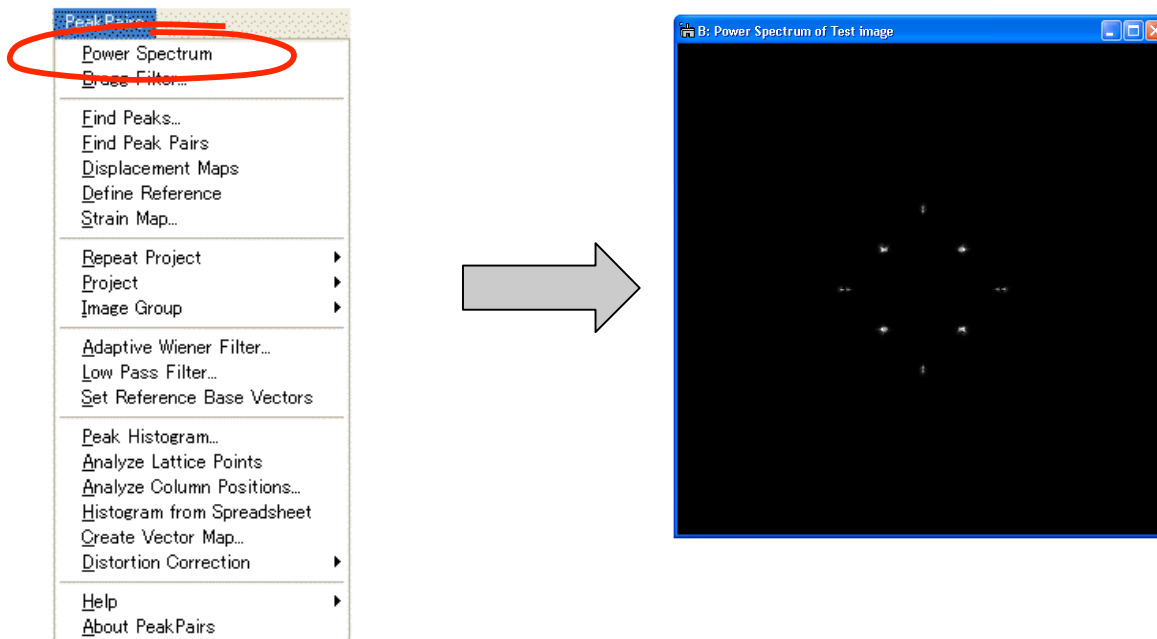 PeakPairs
Power Spectrum
Bragg Filter...
Find Peaks...
Find Peak Pairs
Displacement Maps
Define Reference
Strain Map...
Repeat Project
Project
Image Group
Adaptive Wiener Filter...
Low Pass Filter...
Set Reference Base Vectors
Peak Histogram...
Analyze Lattice Points
Analyze Column Positions...
Histogram from Spreadsheet
Create Vector Map...
Distortion Correction
Help
About PeakPairs
B: Power Spectrum of Test image